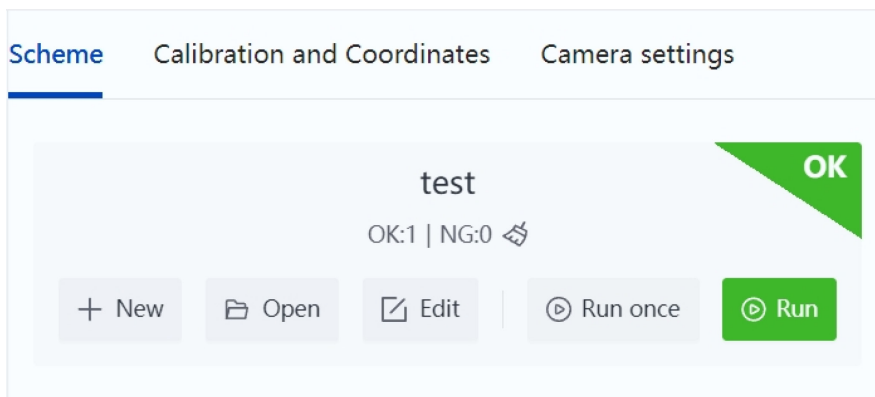 Scheme Calibration and Coordinates Camera settings
OK
test
OK:1 | NG:0
New Open Edit Run once Run